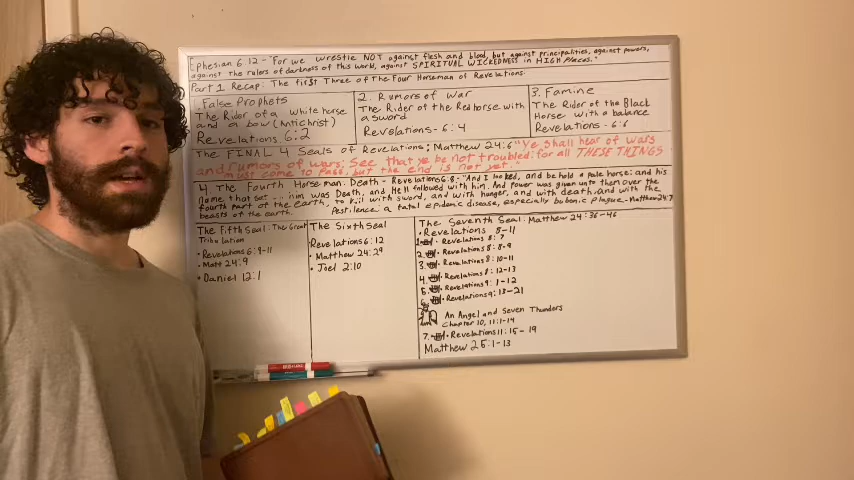 Ephesian 6:12 - "For we wrestle NOT against flesh and blood, but against principalities, against powers,
against the rulers of darkness of this world, against SPIRITUAL WICKEDNESS in HIGH Places."
Part 1 Recap: The first Three of The Four Horseman of Revelations
1. False Prophets
The Rider of a white horse
and a bow (Antichrist)
Revelations 6:2
2. Rumors of War
The Rider of the Red horse with
a sword
Revelations - 6:4
3. Famine
The Rider of the Black
Horse with a balance
Revelations - 6:6
The FINAL 4 Seals of Revelations: Matthew 24:6 "Ye shall hear of wars
and rumors of wars: See that ye be not troubled: for all THESE THINGS
must come to pass, but the end is not yet."
4. The Fourth Horseman: Death - Revelations 6:8 - "And I looked, and be hold a pale horse: and his
name that sat him was Death, and Hell followed with him. And power was given unto them over the
fourth part of the earth, to kill with sword, and with hunger, and with death, and with the
beasts of the earth. Pestilence: a fatal epidemic disease, especially bubonic plague - Matthew 24:7
The Fifth Seal: The Great
Tribulation
• Revelations 6:9-11
• Matt 24:9
• Daniel 12:1
The Sixth Seal
Revelations 6:12
• Matthew 24:29
• Joel 2:10
The Seventh Seal: Matthew 24:36-46
• Revelations 8-11
1. Revelations 8:7
2. Revelations 8:8-9
3. Revelations 8:10-11
4. Revelations 8:12-13
5. Revelations 9:1-12
6. Revelations 9:13-21
An Angel and Seven Thunders
Chapter 10, 11:1-14
7. Revelations 11:15-19
Matthew 25:1-13